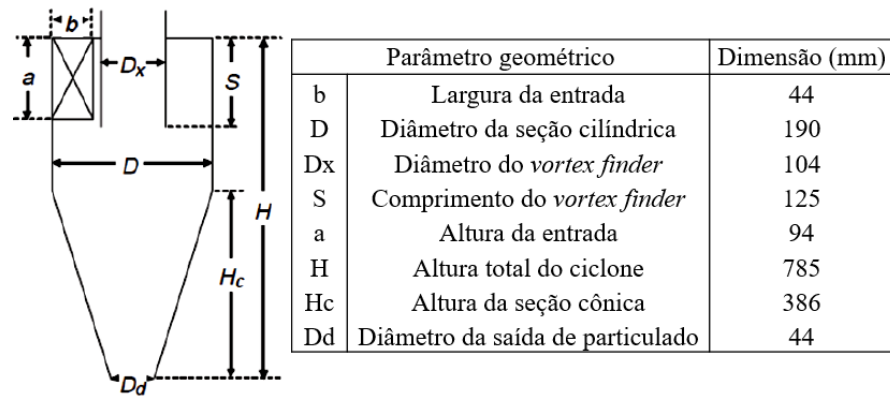 b
a
Dx
S
D
H
Hc
Dd
Parâmetro geométrico Dimensão (mm)
b Largura da entrada 44
D Diâmetro da seção cilíndrica 190
Dx Diâmetro do vortex finder 104
S Comprimento do vortex finder 125
a Altura da entrada 94
H Altura total do ciclone 785
Hc Altura da seção cônica 386
Dd Diâmetro da saída de particulado 44